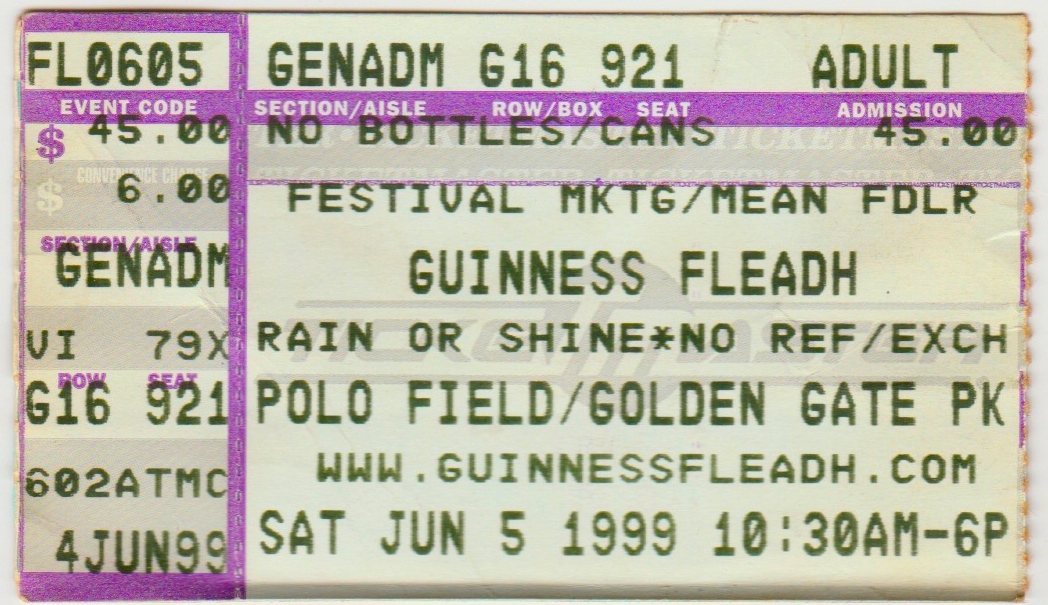 FL0605
EVENT CODE
$ 45.00
CONVENIENCE CHARGE
$ 6.00
SECTION/AISLE
GENADM
VI 79X
ROW SEAT
G16 921
602ATMC
4JUN99
GENADM G16 921 ADULT
SECTION/AISLE ROW/BOX SEAT ADMISSION
NO BOTTLES/CANS 45.00
FESTIVAL MKTG/MEAN FDLR
GUINNESS FLEADH
RAIN OR SHINE*NO REF/EXCH
TICKETMASTER
POLO FIELD/GOLDEN GATE PK
WWW.GUINNESSFLEADH.COM
SAT JUN 5 1999 10:30AM-6P